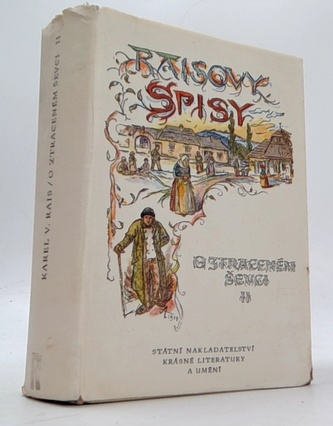 KAREL V. RAIS / O ZTRACENÉM ŠEVCI II
RAISOVY
SPISY
O ZTRACENÉM
ŠEVCI
II
STÁTNÍ NAKLADATELSTVÍ
KRÁSNÉ LITERATURY
A UMĚNÍ